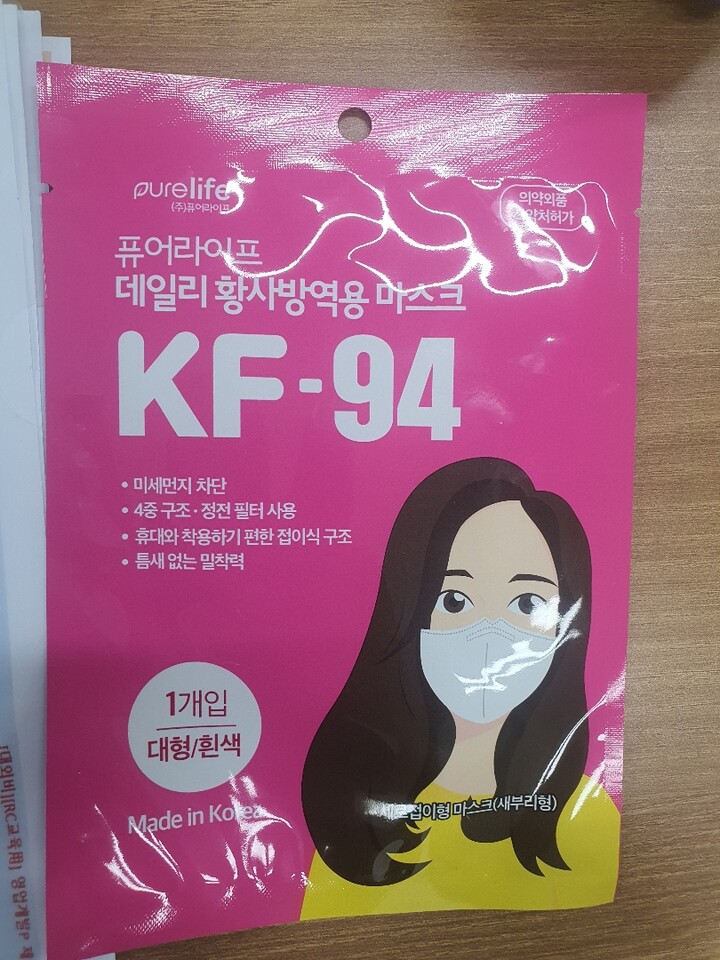 purelife
(주)퓨어라이프
의약외품
처허가
퓨어라이프
데일리 황사방역용 마스크
KF-94
• 미세먼지 차단
• 4중 구조 · 정전 필터 사용
• 휴대와 착용하기 편한 접이식 구조
• 틈새 없는 밀착력
1개입
대형/흰색
Made in Korea
접이형 마스크(새부리형)